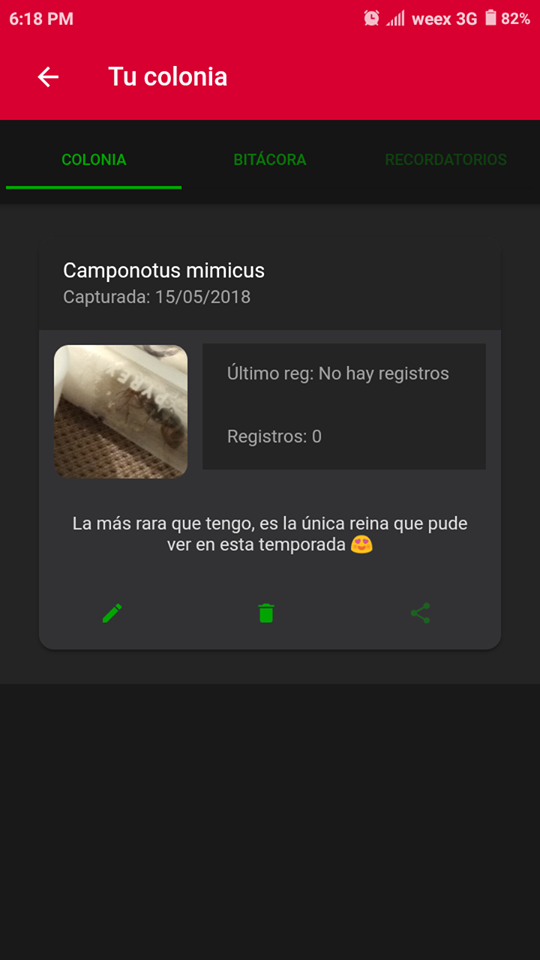 6:18 PM weex 3G 82%
Tu colonia
COLONIA BITÁCORA RECORDATORIOS
Camponotus mimicus
Capturada: 15/05/2018
PYREX
Último reg: No hay registros
Registros: 0
La más rara que tengo, es la única reina que pude
ver en esta temporada 😍